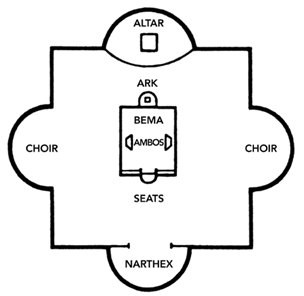 ALTAR
ARK
BEMA
AMBOS
CHOIR
CHOIR
SEATS
NARTHEX